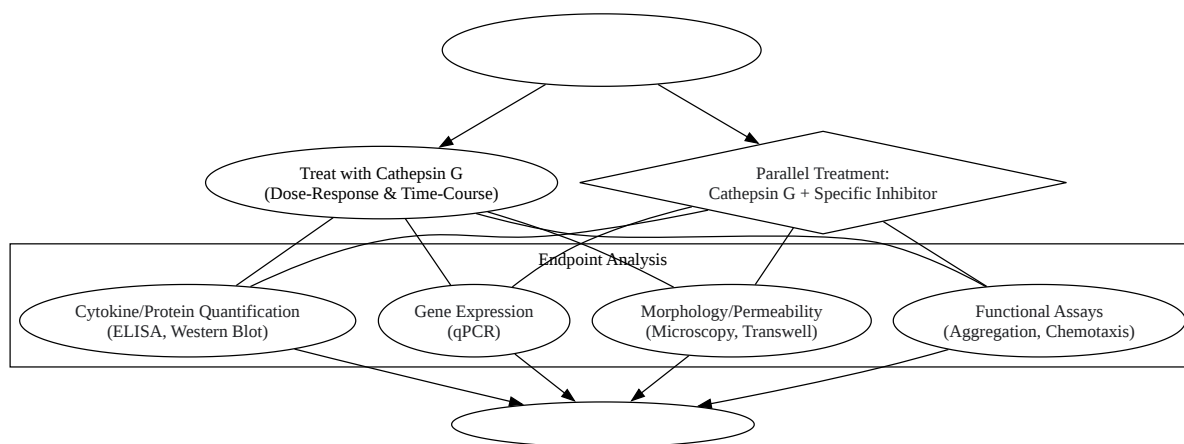 Treat with Cathepsin G
(Dose-Response & Time-Course)
Parallel Treatment:
Cathepsin G + Specific Inhibitor
Endpoint Analysis
Cytokine/Protein Quantification
(ELISA, Western Blot)
Gene Expression
(qPCR)
Morphology/Permeability
(Microscopy, Transwell)
Functional Assays
(Aggregation, Chemotaxis)